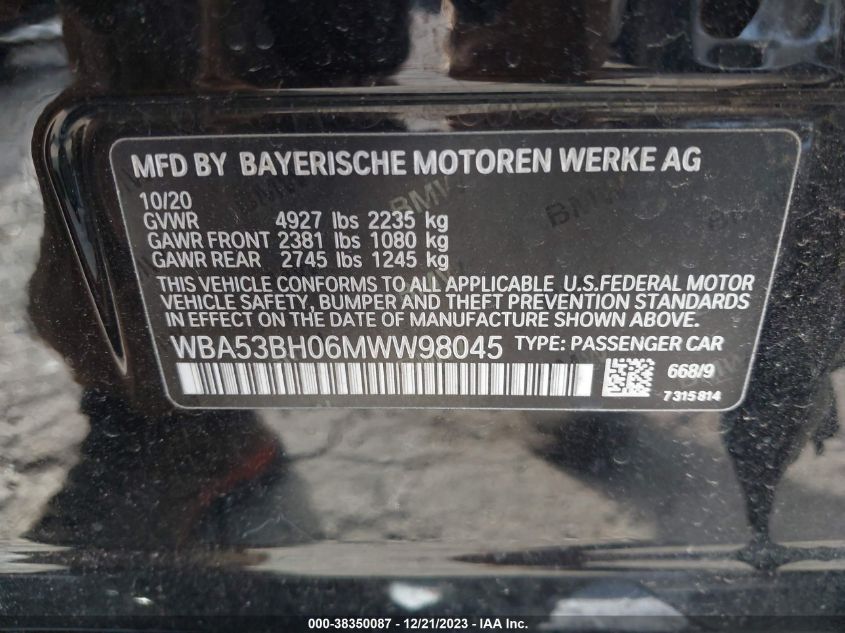 MFD BY BAYERISCHE MOTOREN WERKE AG
10/20
GVWR 4927 lbs 2235 kg
GAWR FRONT 2381 lbs 1080 kg
GAWR REAR 2745 lbs 1245 kg
THIS VEHICLE CONFORMS TO ALL APPLICABLE U.S.FEDERAL MOTOR
VEHICLE SAFETY, BUMPER AND THEFT PREVENTION STANDARDS
IN EFFECT ON THE DATE OF MANUFACTURE SHOWN ABOVE.
WBA53BH06MWW98045 TYPE: PASSENGER CAR
668/9
7315814
000-38350087 - 12/21/2023 - IAA Inc.